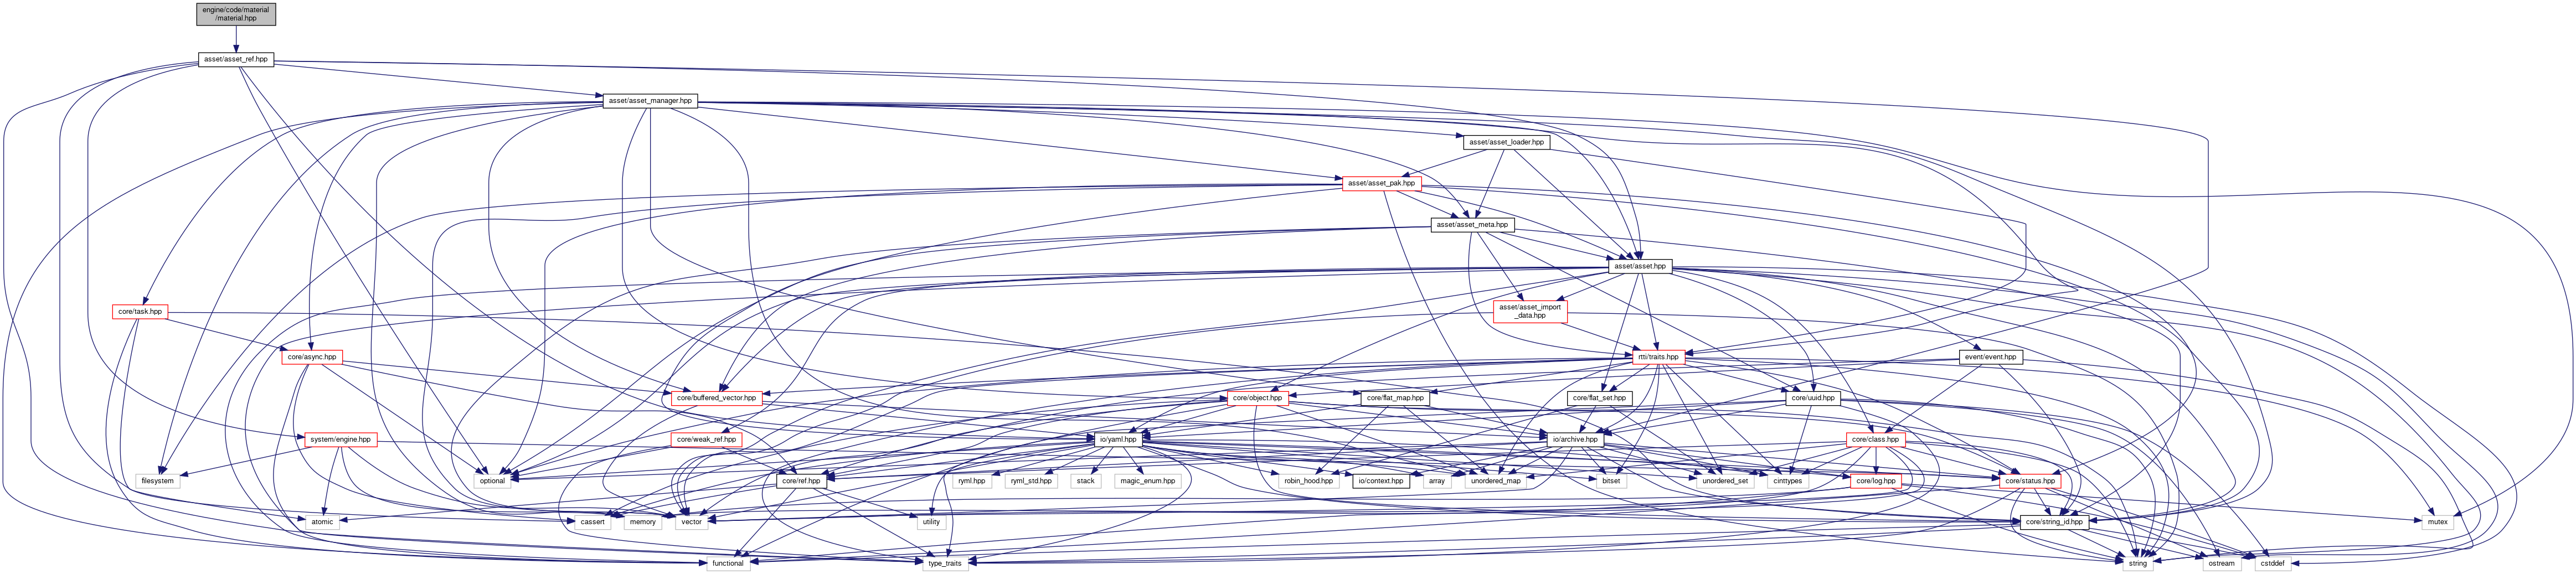 engine/code/material
/material.hpp
asset/asset_ref.hpp
asset/asset_manager.hpp
asset/asset_loader.hpp
asset/asset_pak.hpp
asset/asset_meta.hpp
asset/asset.hpp
core/task.hpp
asset/asset_import
_data.hpp
core/async.hpp
rtti/traits.hpp
event/event.hpp
core/buffered_vector.hpp
core/object.hpp
core/flat_map.hpp
core/flat_set.hpp
core/uuid.hpp
system/engine.hpp
core/weak_ref.hpp
io/yaml.hpp
io/archive.hpp
core/class.hpp
filesystem
optional
core/ref.hpp
ryml.hpp
ryml_std.hpp
stack
magic_enum.hpp
robin_hood.hpp
io/context.hpp
array
unordered_map
bitset
unordered_set
cinttypes
core/log.hpp
core/status.hpp
atomic
cassert
memory
vector
utility
core/string_id.hpp
mutex
functional
type_traits
string
ostream
cstddef